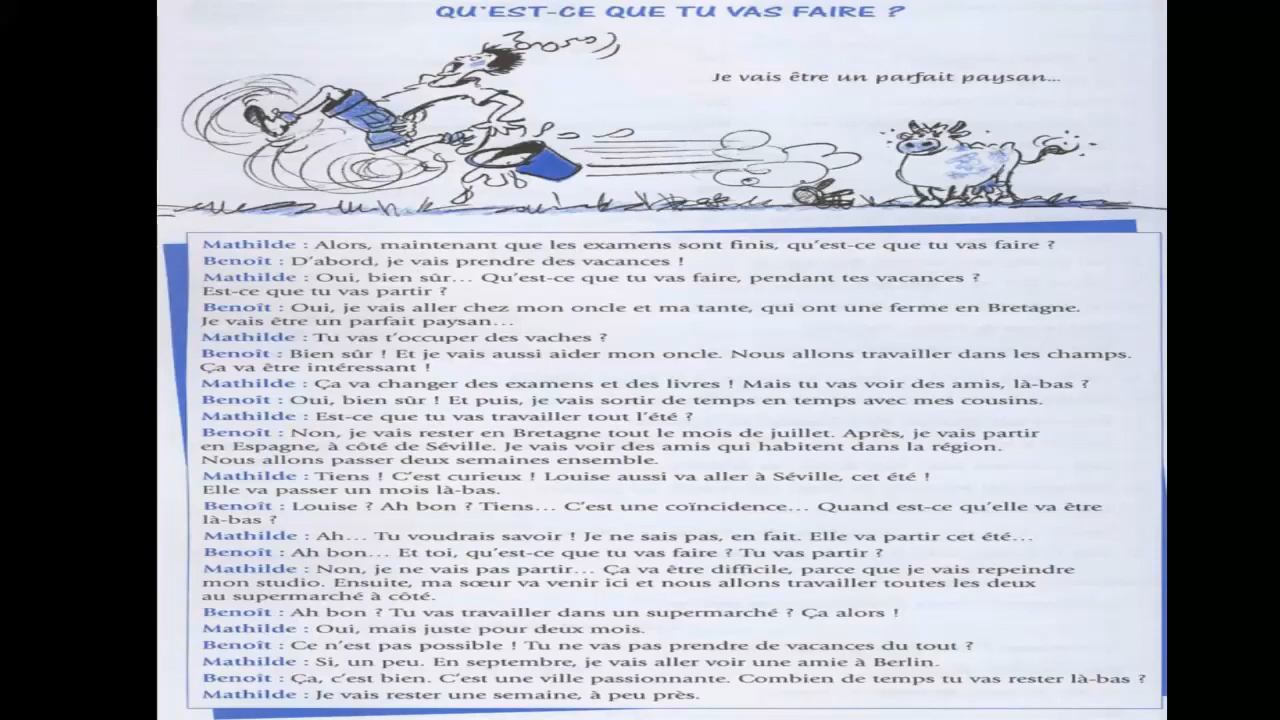 QU'EST-CE QUE TU VAS FAIRE ?
Je vais être un parfait paysan...
Mathilde : Alors, maintenant que les examens sont finis, qu'est-ce que tu vas faire ?
Benoît : D'abord, je vais prendre des vacances !
Mathilde : Oui, bien sûr... Qu'est-ce que tu vas faire, pendant tes vacances ?
Est-ce que tu vas partir ?
Benoît : Oui, je vais aller chez mon oncle et ma tante, qui ont une ferme en Bretagne.
Je vais être un parfait paysan...
Mathilde : Tu vas t'occuper des vaches ?
Benoît : Bien sûr ! Et je vais aussi aider mon oncle. Nous allons travailler dans les champs.
Ça va être intéressant !
Mathilde : Ça va changer des examens et des livres ! Mais tu vas voir des amis, là-bas ?
Benoît : Oui, bien sûr ! Et puis, je vais sortir de temps en temps avec mes cousins.
Mathilde : Est-ce que tu vas travailler tout l'été ?
Benoît : Non, je vais rester en Bretagne tout le mois de juillet. Après, je vais partir
en Espagne, à côté de Séville. Je vais voir des amis qui habitent dans la région.
Nous allons passer deux semaines ensemble.
Mathilde : Tiens ! C'est curieux ! Louise aussi va aller à Séville, cet été !
Elle va passer un mois là-bas.
Benoît : Louise ? Ah bon ? Tiens... C'est une coïncidence... Quand est-ce qu'elle va être
là-bas ?
Mathilde : Ah... Tu voudrais savoir ! Je ne sais pas, en fait. Elle va partir cet été...
Benoît : Ah bon... Et toi, qu'est-ce que tu vas faire ? Tu vas partir ?
Mathilde : Non, je ne vais pas partir... Ça va être difficile, parce que je vais repeindre
mon studio. Ensuite, ma sœur va venir ici et nous allons travailler toutes les deux
au supermarché à côté.
Benoît : Ah bon ? Tu vas travailler dans un supermarché ? Ça alors !
Mathilde : Oui, mais juste pour deux mois.
Benoît : Ce n'est pas possible ! Tu ne vas pas prendre de vacances du tout ?
Mathilde : Si, un peu. En septembre, je vais aller voir une amie à Berlin.
Benoît : Ça, c'est bien. C'est une ville passionnante. Combien de temps tu vas rester là-bas ?
Mathilde : Je vais rester une semaine, à peu près.